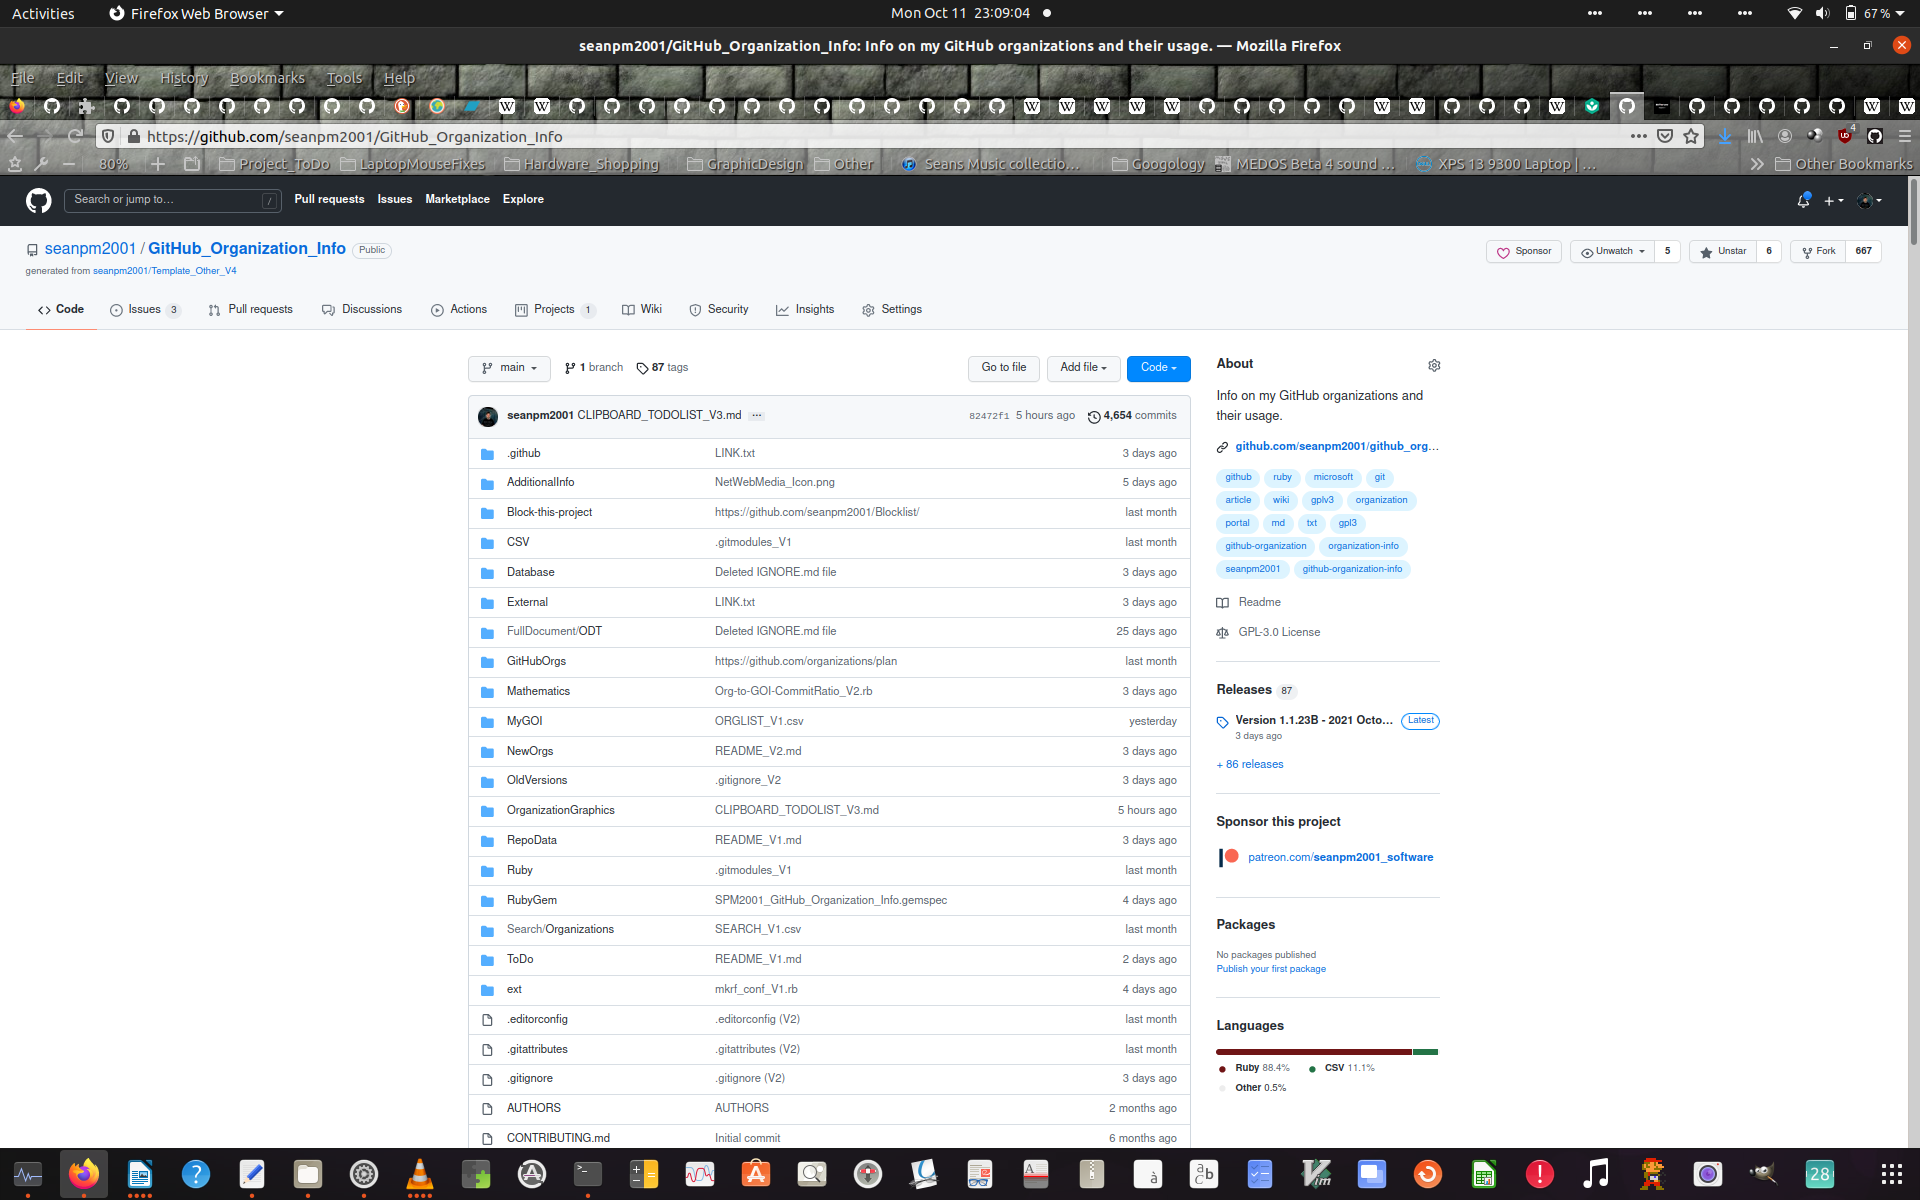 Activities Firefox Web Browser Mon Oct 11 23:09:04 67 %
seanpm2001/GitHub_Organization_Info: Info on my GitHub organizations and their usage. — Mozilla Firefox
File Edit View History Bookmarks Tools Help
https://github.com/seanpm2001/GitHub_Organization_Info 4
80% Project_ToDo LaptopMouseFixes Hardware_Shopping GraphicDesign Other Seans Music collectio… Googology MEDOS Beta 4 sound … XPS 13 9300 Laptop | … Other Bookmarks
Search or jump to… / Pull requests Issues Marketplace Explore
seanpm2001 / GitHub_Organization_Info Public Sponsor Unwatch 5 Unstar 6 Fork 667
generated from seanpm2001/Template_Other_V4
Code Issues 3 Pull requests Discussions Actions Projects 1 Wiki Security Insights Settings
main 1 branch 87 tags Go to file Add file Code
seanpm2001 CLIPBOARD_TODOLIST_V3.md ... 82472f1 5 hours ago 4,654 commits
.github LINK.txt 3 days ago
AdditionalInfo NetWebMedia_Icon.png 5 days ago
Block-this-project https://github.com/seanpm2001/Blocklist/ last month
CSV .gitmodules_V1 last month
Database Deleted IGNORE.md file 3 days ago
External LINK.txt 3 days ago
FullDocument/ODT Deleted IGNORE.md file 25 days ago
GitHubOrgs https://github.com/organizations/plan last month
Mathematics Org-to-GOI-CommitRatio_V2.rb 3 days ago
MyGOI ORGLIST_V1.csv yesterday
NewOrgs README_V2.md 3 days ago
OldVersions .gitignore_V2 3 days ago
OrganizationGraphics CLIPBOARD_TODOLIST_V3.md 5 hours ago
RepoData README_V1.md 3 days ago
Ruby .gitmodules_V1 last month
RubyGem SPM2001_GitHub_Organization_Info.gemspec 4 days ago
Search/Organizations SEARCH_V1.csv last month
ToDo README_V1.md 2 days ago
ext mkrf_conf_V1.rb 4 days ago
.editorconfig .editorconfig (V2) last month
.gitattributes .gitattributes (V2) last month
.gitignore .gitignore (V2) 3 days ago
AUTHORS AUTHORS 2 months ago
CONTRIBUTING.md Initial commit 6 months ago
About
Info on my GitHub organizations and
their usage.
github.com/seanpm2001/github_org…
github ruby microsoft git
article wiki gplv3 organization
portal md txt gpl3
github-organization organization-info
seanpm2001 github-organization-info
Readme
GPL-3.0 License
Releases 87
Version 1.1.23B - 2021 Octo… Latest
3 days ago
+ 86 releases
Sponsor this project
patreon.com/seanpm2001_software
Packages
No packages published
Publish your first package
Languages
Ruby 88.4% CSV 11.1%
Other 0.5%
28